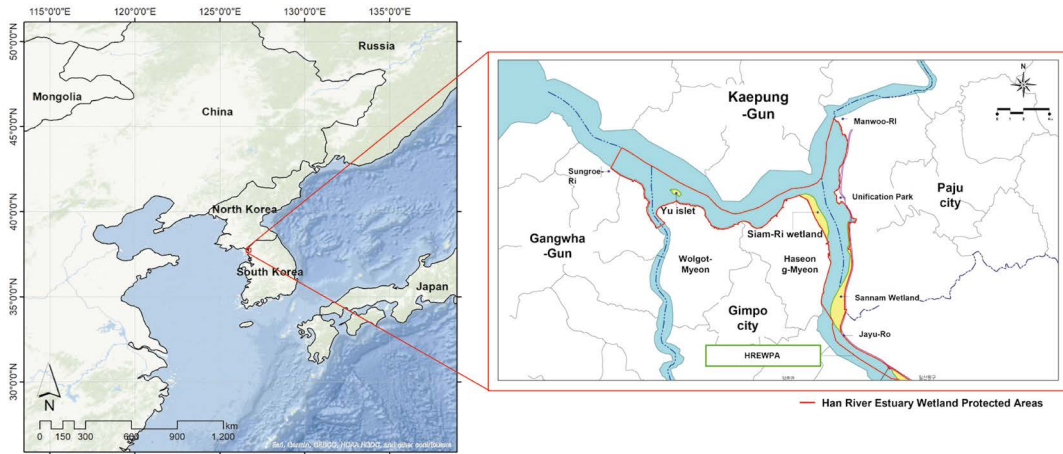 115°0'0"E
120°0'0"E
125°0'0"E
130°0'0"E
135°0'0"E
50°0'0"N
45°0'0"N
40°0'0"N
35°0'0"N
30°0'0"N
Russia
Mongolia
China
North Korea
South Korea
Japan
N
km
0 150 300 600 900 1,200
N
Kaepung
-Gun
Manwoo-RI
Sungroe-
Ri
Paju
city
Unification Park
Yu islet
Gangwha
-Gun
Siam-Ri wetland
Wolgot-
Myeon
Haseon
g-Myeon
Sannam Wetland
Gimpo
city
Jayu-Ro
HREWPA
Han River Estuary Wetland Protected Areas